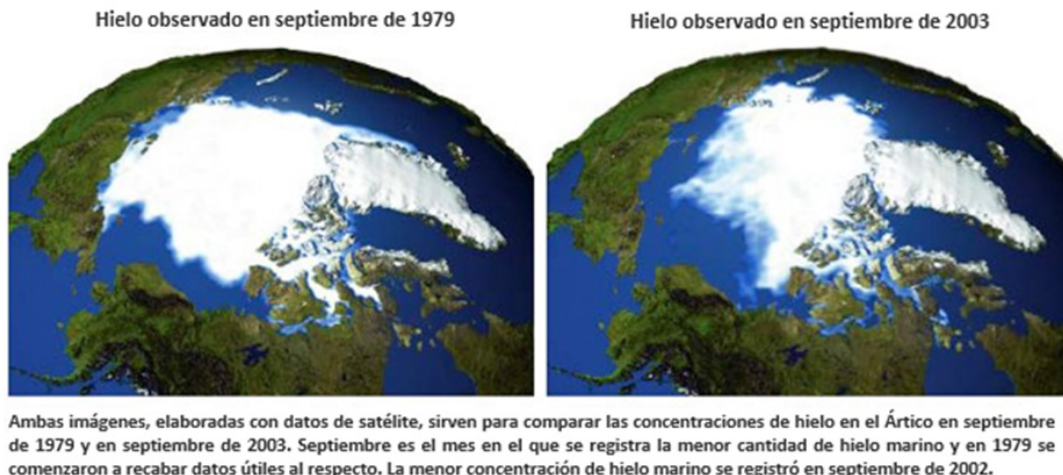 Hielo observado en septiembre de 1979
Hielo observado en septiembre de 2003
Ambas imágenes, elaboradas con datos de satélite, sirven para comparar las concentraciones de hielo en el Ártico en septiembre
de 1979 y en septiembre de 2003. Septiembre es el mes en el que se registra la menor cantidad de hielo marino y en 1979 se
comenzaron a recabar datos útiles al respecto. La menor concentración de hielo marino se registró en septiembre de 2002.